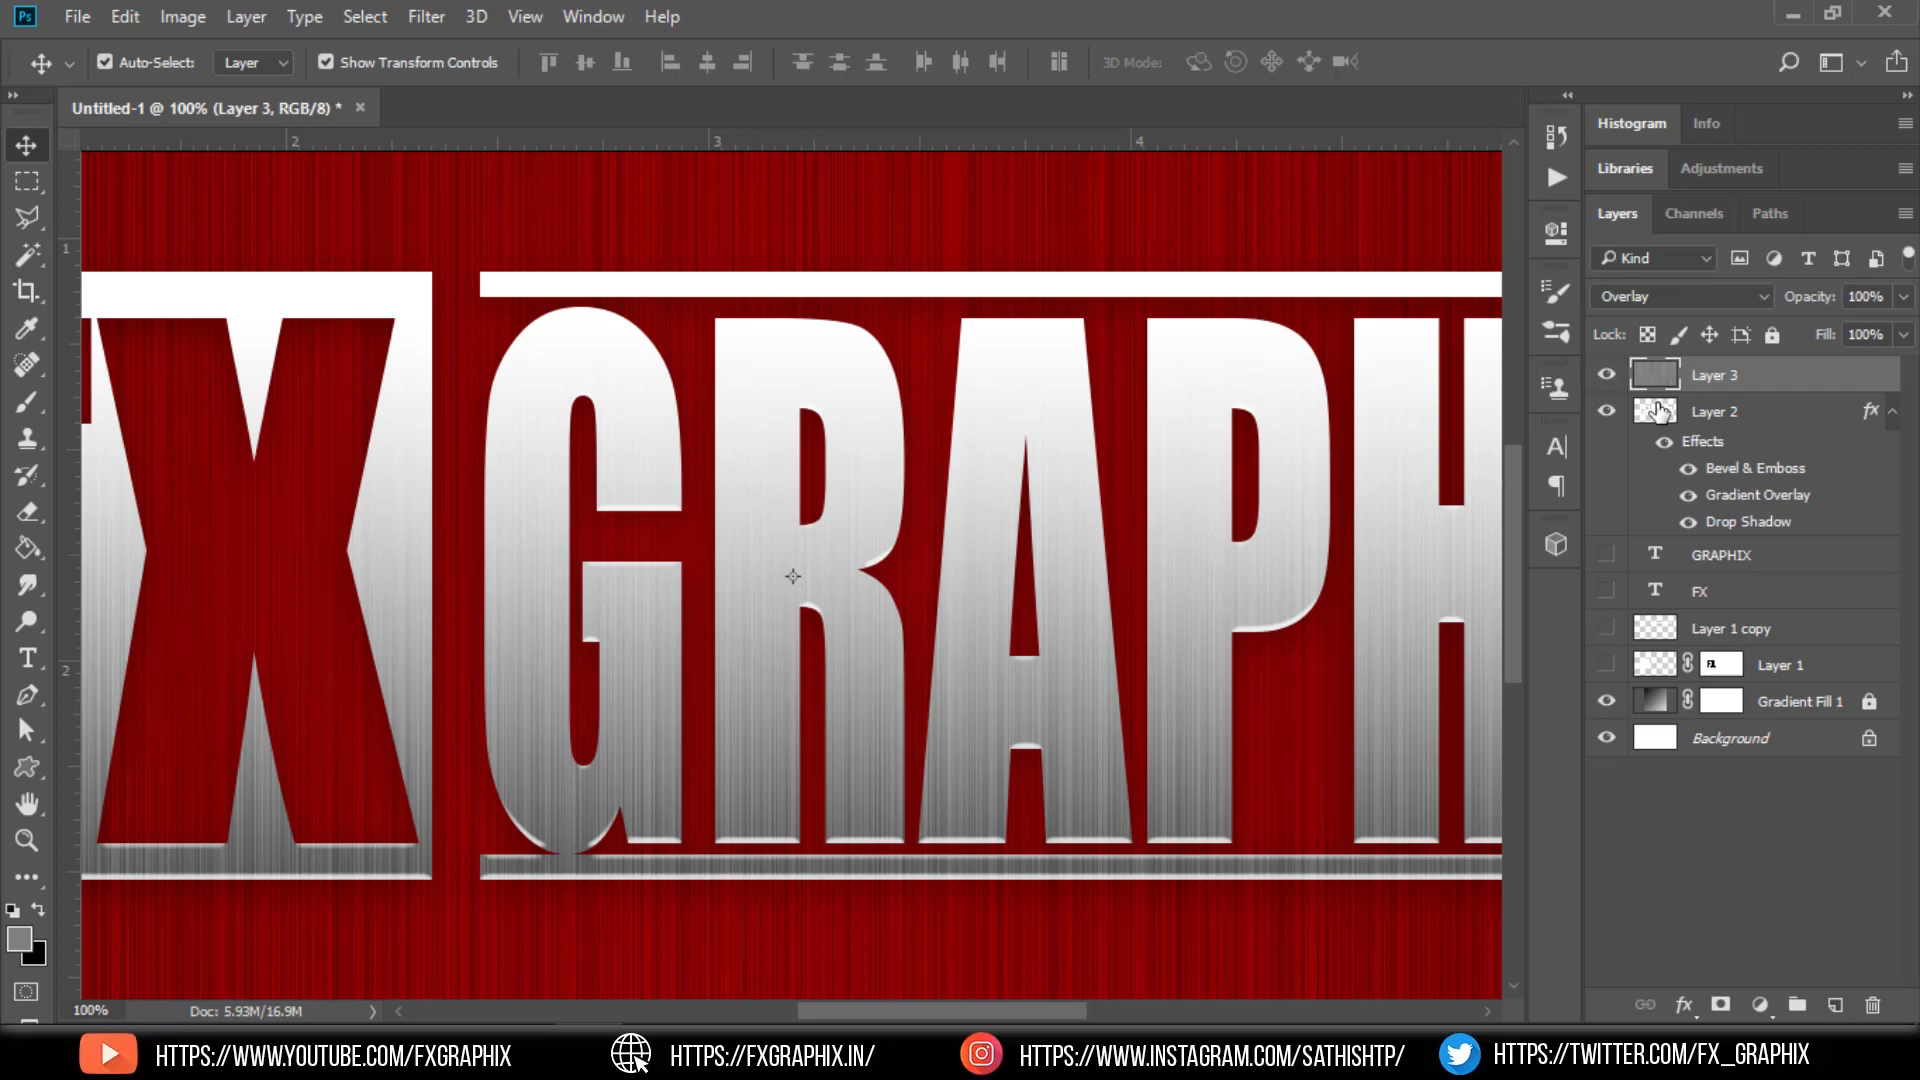 Ps File Edit Image Layer Type Select Filter 3D View Window Help
Auto-Select: Layer Show Transform Controls 3D Mode:
Untitled-1 @ 100% (Layer 3, RGB/8) *
2 3 4
1
2
X GRAPH
Histogram Info
Libraries Adjustments
Layers Channels Paths
Kind
Overlay Opacity: 100%
Lock: Fill: 100%
Layer 3
Layer 2 fx
Effects
Bevel & Emboss
Gradient Overlay
Drop Shadow
T GRAPHIX
T FX
Layer 1 copy
Layer 1
Gradient Fill 1
Background
100% Doc: 5.93M/16.9M
fx
HTTPS://WWW.YOUTUBE.COM/FXGRAPHIX HTTPS://FXGRAPHIX.IN/ HTTPS://WWW.INSTAGRAM.COM/SATHISHTP/ HTTPS://TWITTER.COM/FX_GRAPHIX